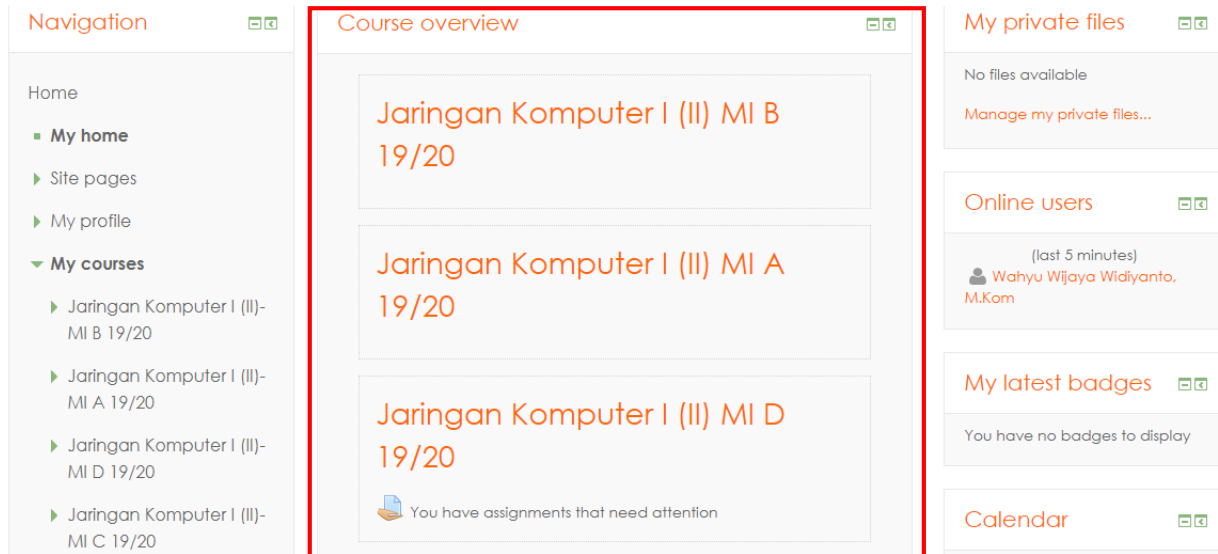 Navigation
Home
My home
Site pages
My profile
My courses
Jaringan Komputer I (II)-
MI B 19/20
Jaringan Komputer I (II)-
MI A 19/20
Jaringan Komputer I (II)-
MI D 19/20
Jaringan Komputer I (II)-
MI C 19/20
Course overview
Jaringan Komputer I (II) MI B
19/20
Jaringan Komputer I (II) MI A
19/20
Jaringan Komputer I (II) MI D
19/20
You have assignments that need attention
My private files
No files available
Manage my private files...
Online users
(last 5 minutes)
Wahyu Wijaya Widiyanto,
M.Kom
My latest badges
You have no badges to display
Calendar